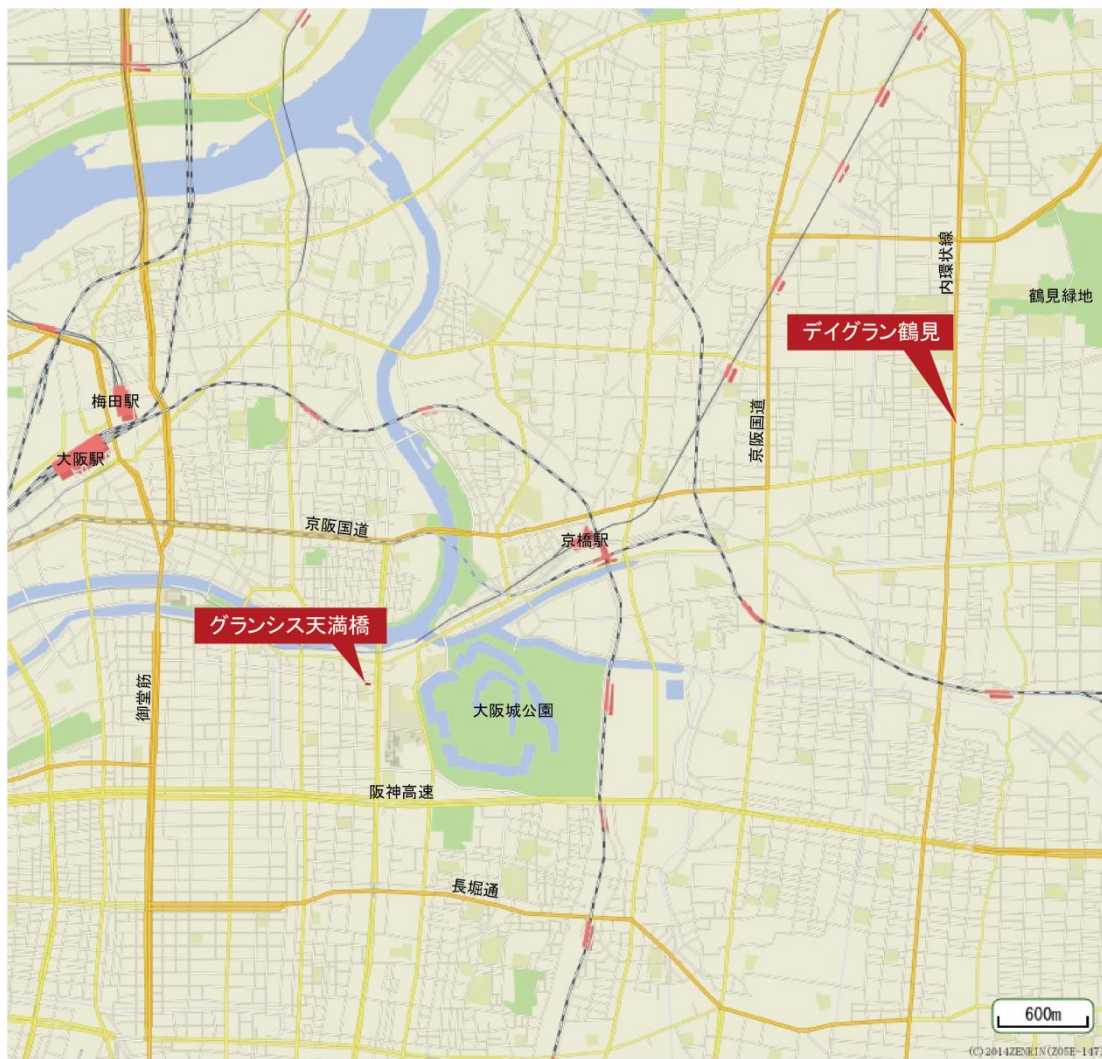 内環状線
鶴見緑地
デイグラン鶴見
梅田駅
京阪国道
大阪駅
京阪国道
京橋駅
グランシス天満橋
御堂筋
大阪城公園
阪神高速
長堀通
600m
(C)2014ZENRIN(Z05E-147)